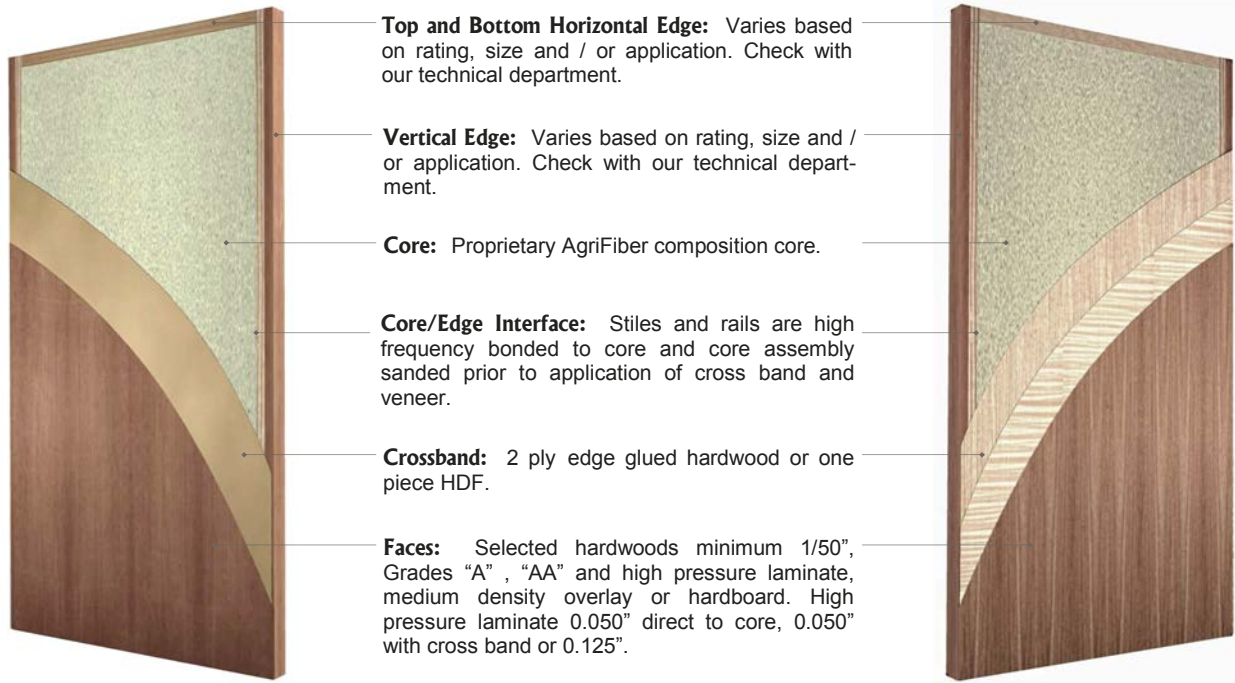 Top and Bottom Horizontal Edge: Varies based
on rating, size and / or application. Check with
our technical department.
Vertical Edge: Varies based on rating, size and /
or application. Check with our technical depart-
ment.
Core: Proprietary AgriFiber composition core.
Core/Edge Interface: Stiles and rails are high
frequency bonded to core and core assembly
sanded prior to application of cross band and
veneer.
Crossband: 2 ply edge glued hardwood or one
piece HDF.
Faces: Selected hardwoods minimum 1/50”,
Grades “A” , “AA” and high pressure laminate,
medium density overlay or hardboard. High
pressure laminate 0.050” direct to core, 0.050”
with cross band or 0.125”.